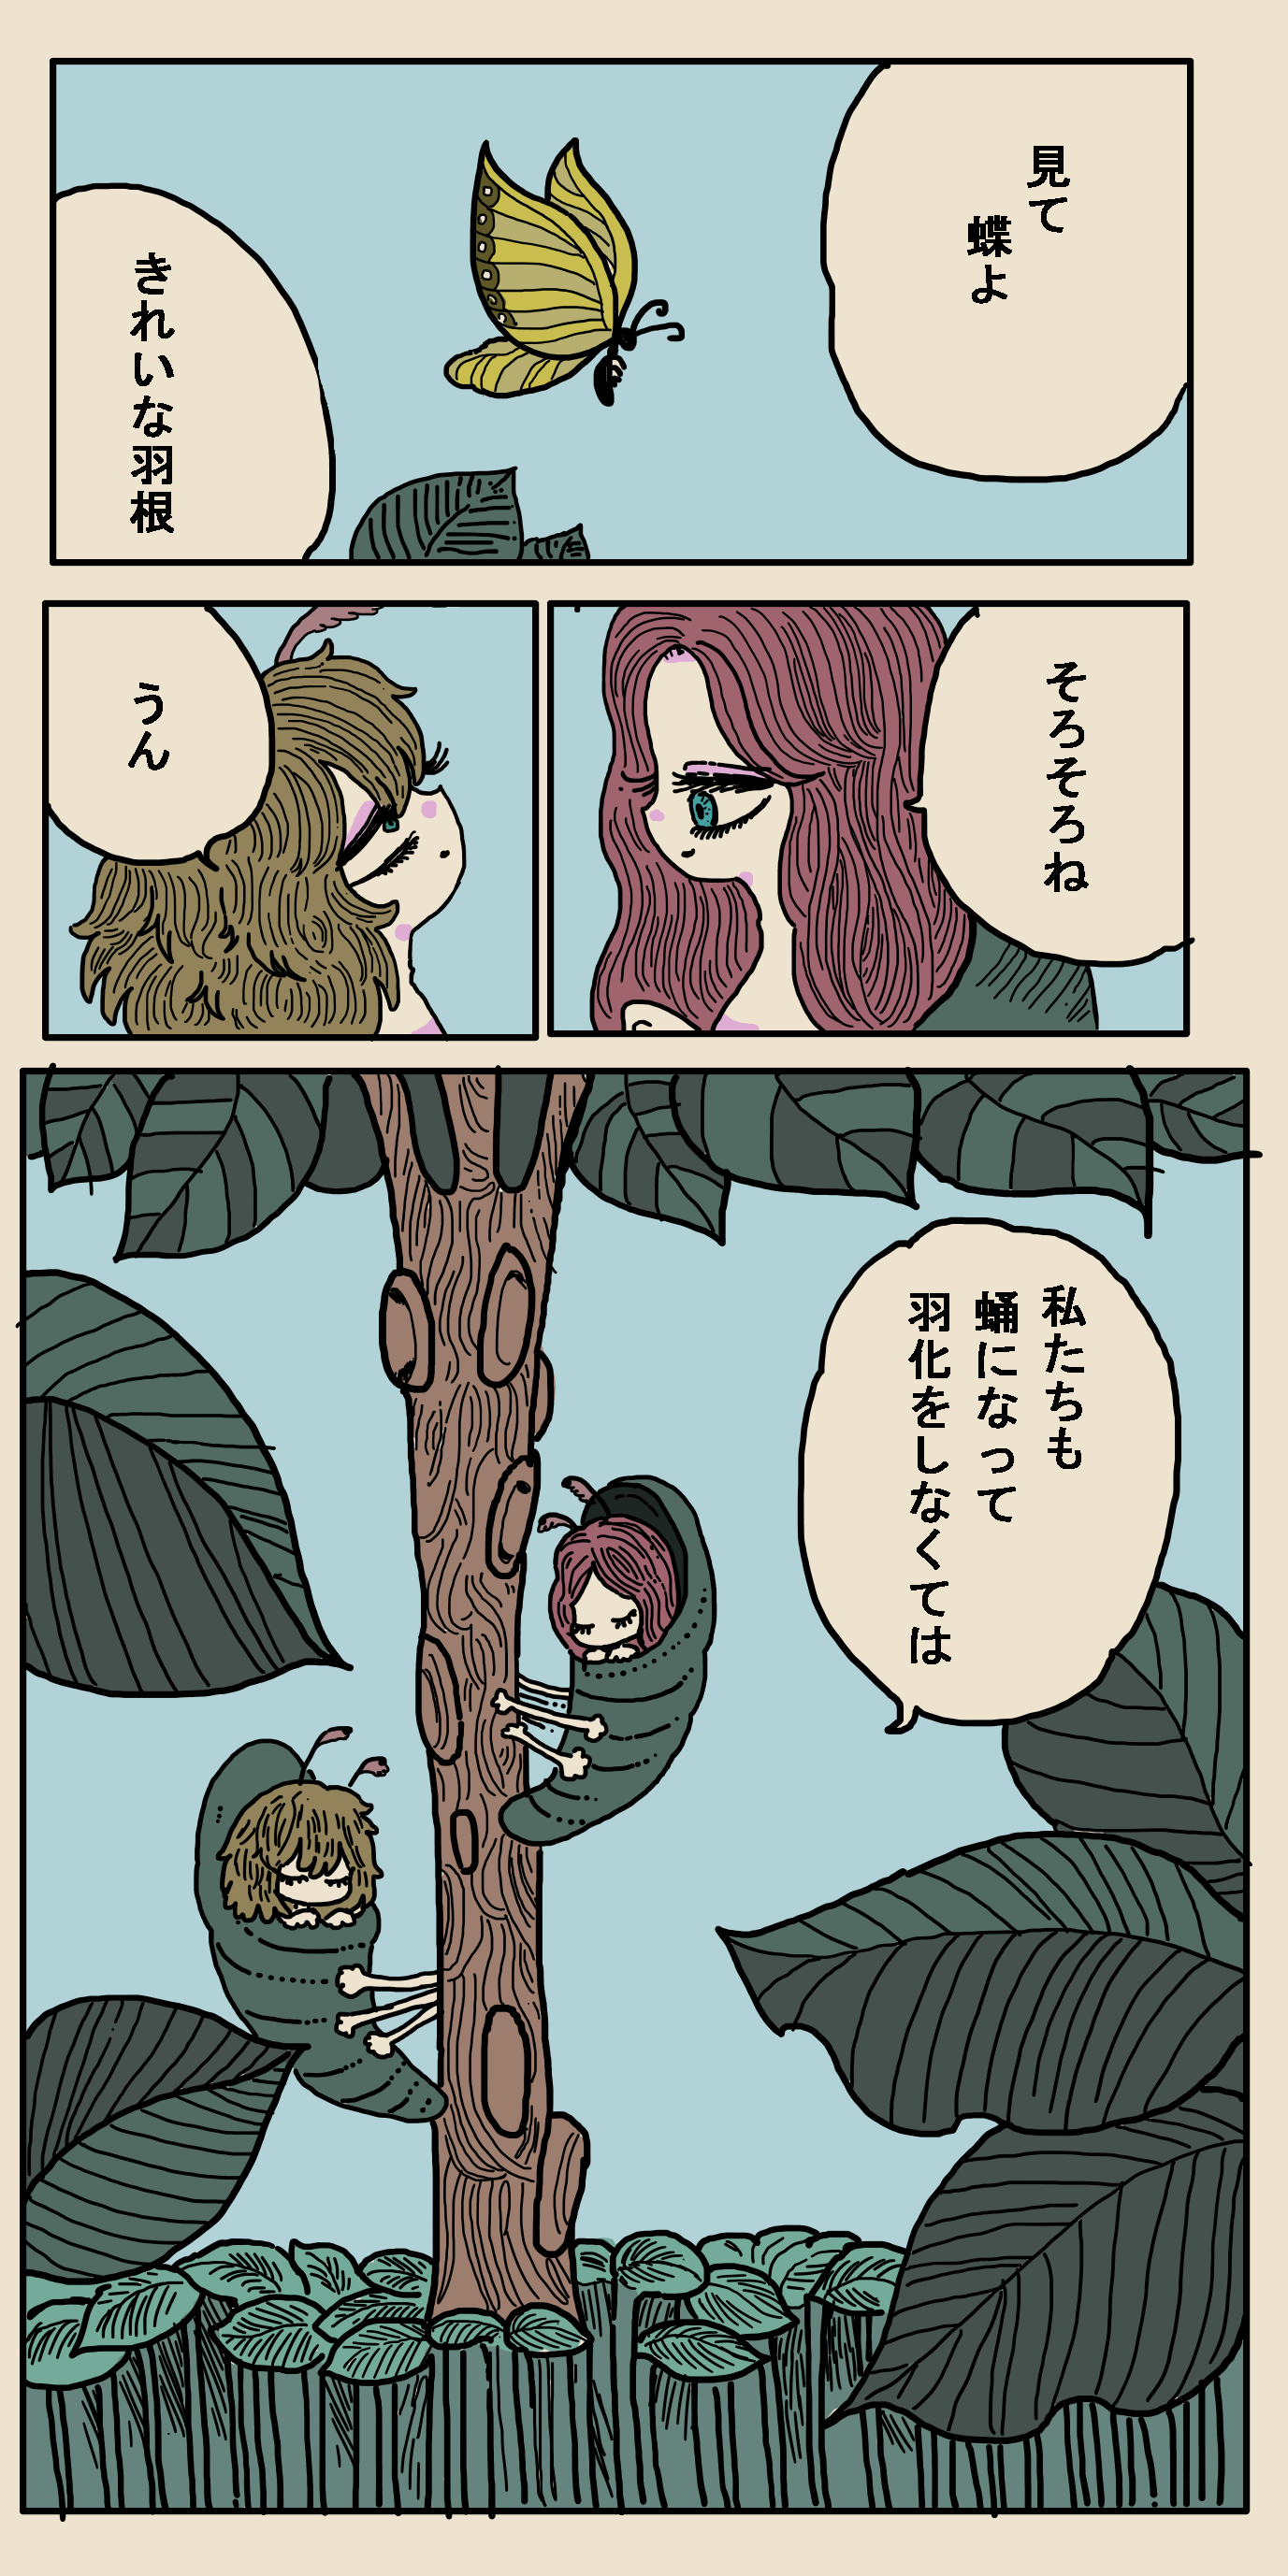 見て
蝶よ
きれいな羽根
そろそろね
うん
私たちも
蛹になって
羽化をしなくては